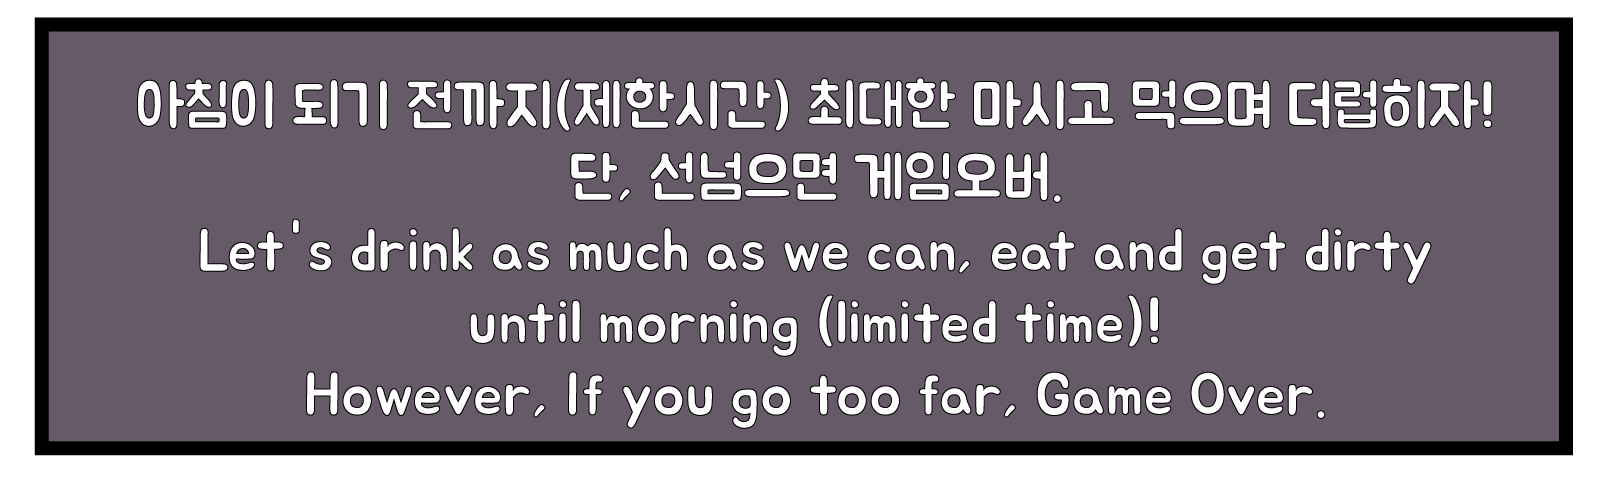 아침이 되기 전까지(제한시간) 최대한 마시고 먹으며 더럽히자!
단, 선넘으면 게임오버.
Let's drink as much as we can, eat and get dirty
until morning (limited time)!
However, If you go too far, Game Over.